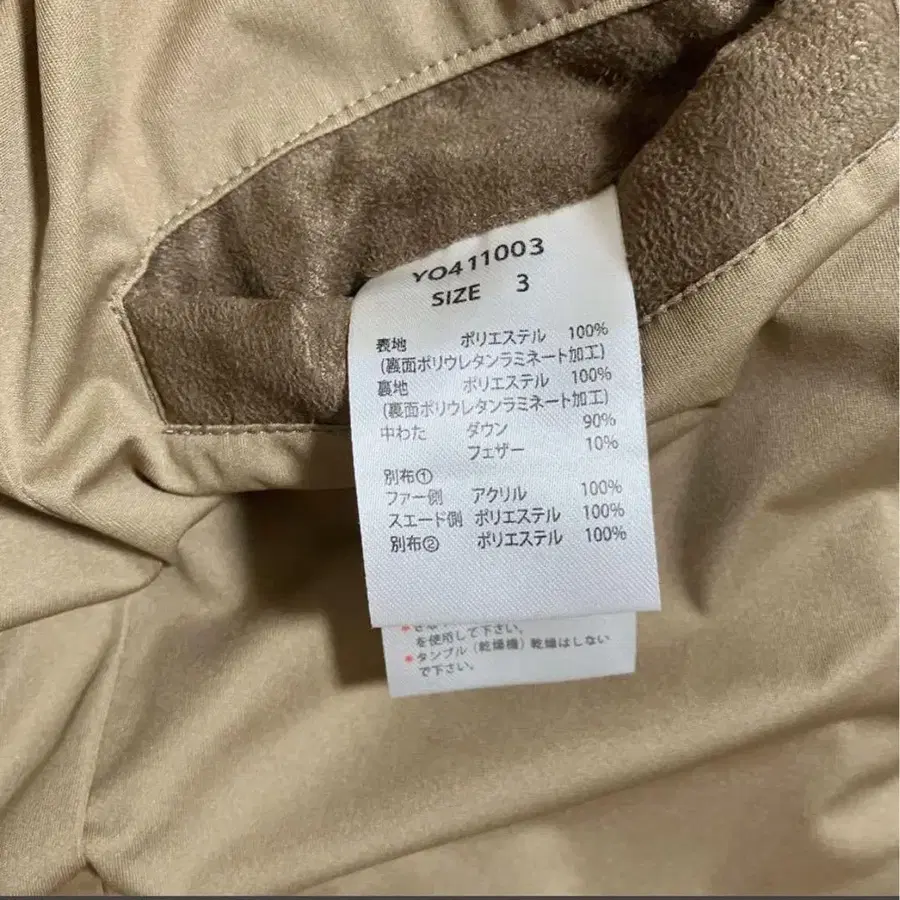 YO411003
SIZE 3
表地 ポリエステル 100%
(裏面ポリウレタンラミネート加工)
裏地 ポリエステル 100%
(裏面ポリウレタンラミネート加工)
中わた ダウン 90%
フェザー 10%
別布①
ファー側 アクリル 100%
スエード側 ポリエステル 100%
別布② ポリエステル 100%
を使用して下さい。
*タンブル（乾燥機）乾燥はしない
で下さい。